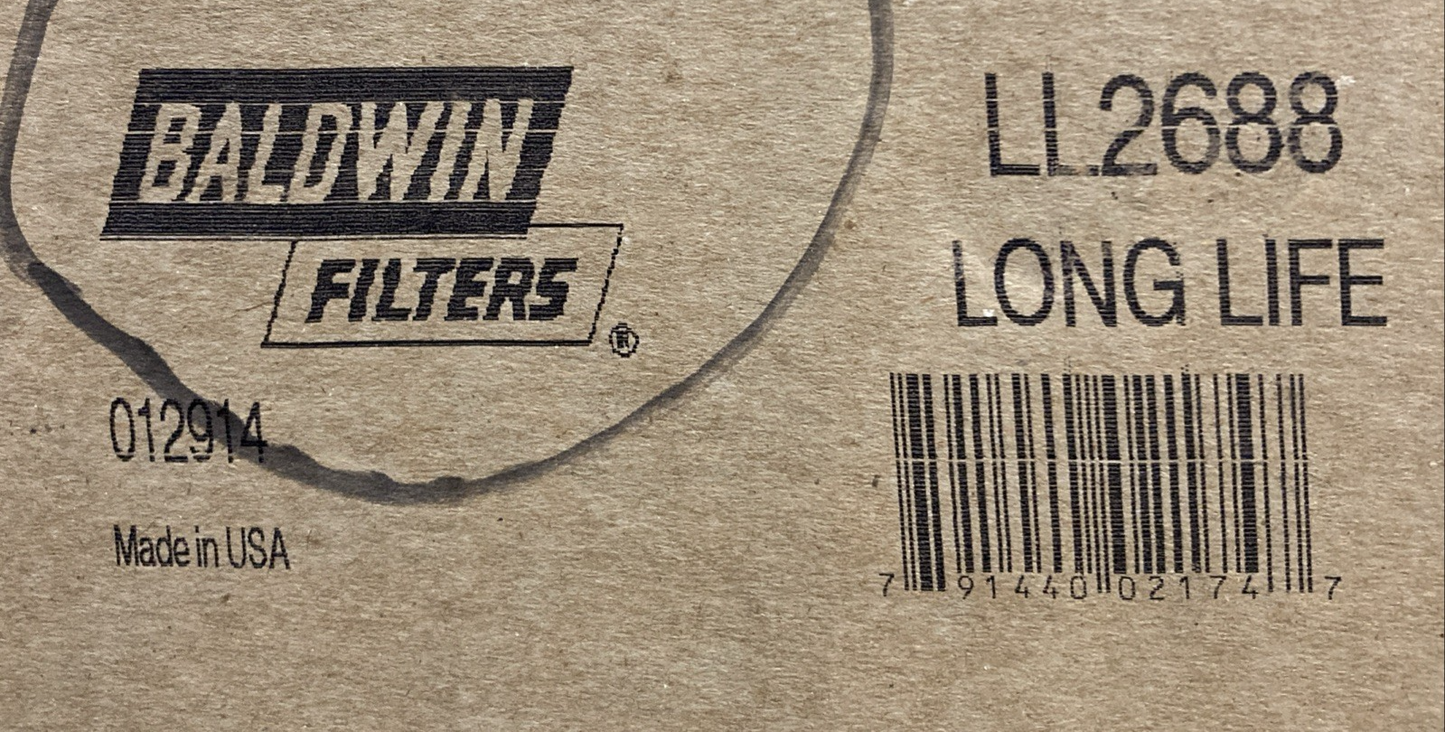 BALDWIN
FILTERS
®
012914
Made in USA
LL2688
LONG LIFE
7 91440 02174 7